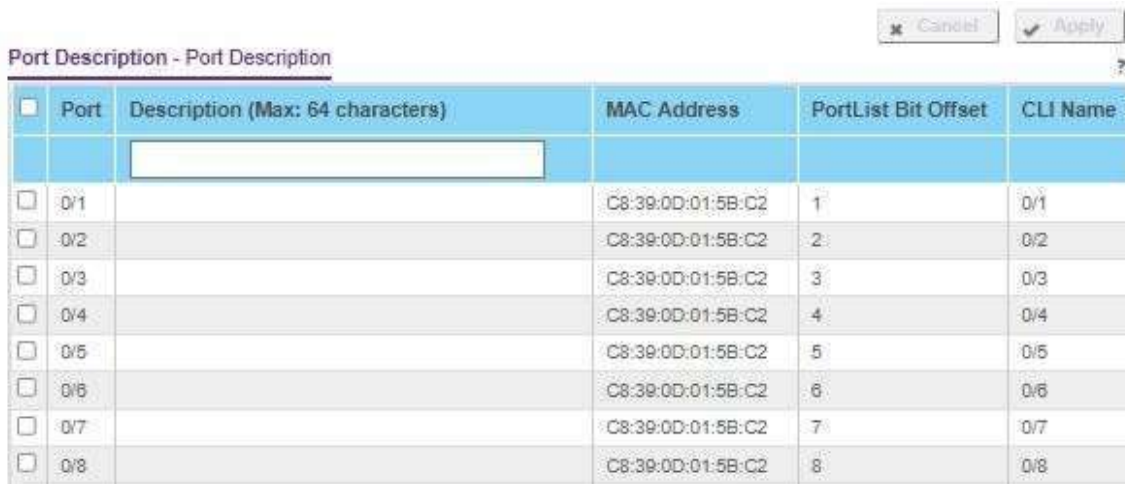 Cancel Apply
Port Description - Port Description
?
Port Description (Max: 64 characters) MAC Address PortList Bit Offset CLI Name
0/1 C8:39:0D:01:5B:C2 1 0/1
0/2 C8:39:0D:01:5B:C2 2 0/2
0/3 C8:39:0D:01:5B:C2 3 0/3
0/4 C8:39:0D:01:5B:C2 4 0/4
0/5 C8:39:0D:01:5B:C2 5 0/5
0/6 C8:39:0D:01:5B:C2 6 0/6
0/7 C8:39:0D:01:5B:C2 7 0/7
0/8 C8:39:0D:01:5B:C2 8 0/8